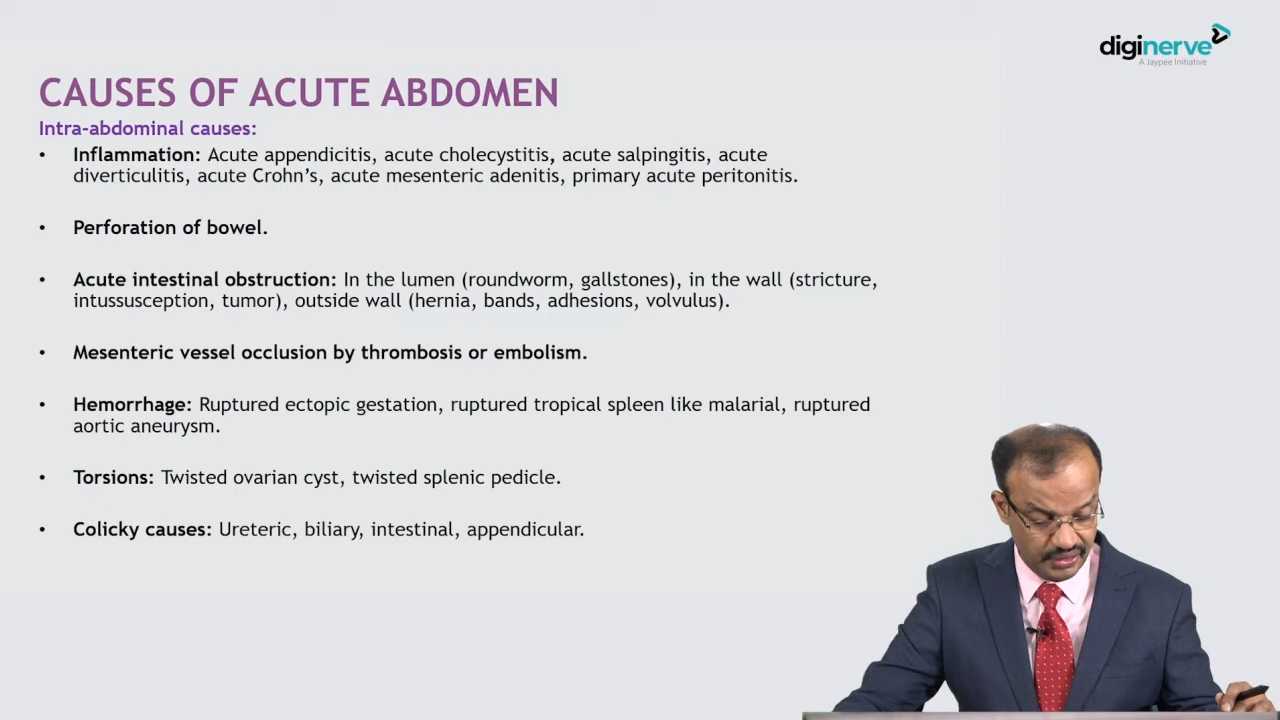 diginerve
A Jaypee Initiative
CAUSES OF ACUTE ABDOMEN
Intra-abdominal causes:
• Inflammation: Acute appendicitis, acute cholecystitis, acute salpingitis, acute
diverticulitis, acute Crohn's, acute mesenteric adenitis, primary acute peritonitis.
• Perforation of bowel.
• Acute intestinal obstruction: In the lumen (roundworm, gallstones), in the wall (stricture,
intussusception, tumor), outside wall (hernia, bands, adhesions, volvulus).
• Mesenteric vessel occlusion by thrombosis or embolism.
• Hemorrhage: Ruptured ectopic gestation, ruptured tropical spleen like malarial, ruptured
aortic aneurysm.
• Torsions: Twisted ovarian cyst, twisted splenic pedicle.
• Colicky causes: Ureteric, biliary, intestinal, appendicular.